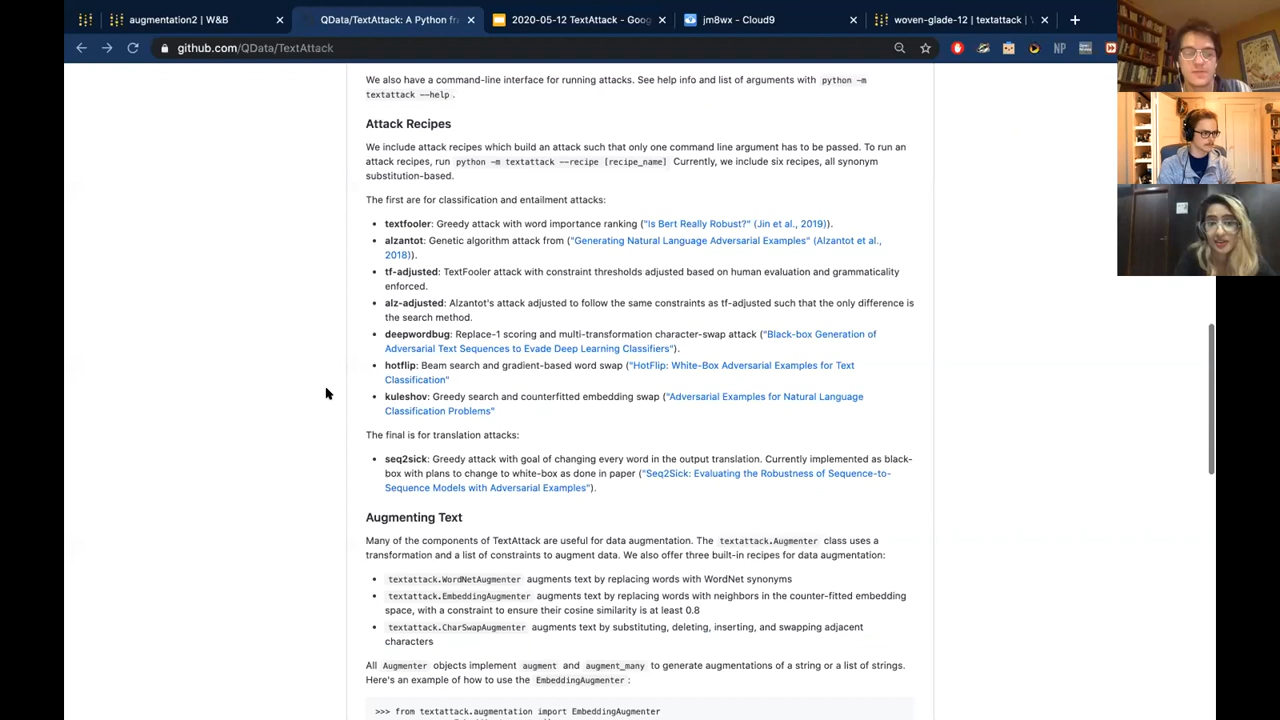 augmentation2 | W&B
QData/TextAttack: A Python fra
2020-05-12 TextAttack - Goog
jm8wx - Cloud9
woven-glade-12 | textattack |
github.com/QData/TextAttack
NP
We also have a command-line interface for running attacks. See help info and list of arguments with python -m
textattack --help .
Attack Recipes
We include attack recipes which build an attack such that only one command line argument has to be passed. To run an
attack recipes, run python -m textattack --recipe [recipe_name] Currently, we include six recipes, all synonym
substitution-based.
The first are for classification and entailment attacks:
• textfooler: Greedy attack with word importance ranking ("Is Bert Really Robust?" (Jin et al., 2019)).
• alzantot: Genetic algorithm attack from ("Generating Natural Language Adversarial Examples" (Alzantot et al.,
2018)).
• tf-adjusted: TextFooler attack with constraint thresholds adjusted based on human evaluation and grammaticality
enforced.
• alz-adjusted: Alzantot's attack adjusted to follow the same constraints as tf-adjusted such that the only difference is
the search method.
• deepwordbug: Replace-1 scoring and multi-transformation character-swap attack ("Black-box Generation of
Adversarial Text Sequences to Evade Deep Learning Classifiers").
• hotflip: Beam search and gradient-based word swap ("HotFlip: White-Box Adversarial Examples for Text
Classification"
• kuleshov: Greedy search and counterfitted embedding swap ("Adversarial Examples for Natural Language
Classification Problems"
The final is for translation attacks:
• seq2sick: Greedy attack with goal of changing every word in the output translation. Currently implemented as black-
box with plans to change to white-box as done in paper ("Seq2Sick: Evaluating the Robustness of Sequence-to-
Sequence Models with Adversarial Examples").
Augmenting Text
Many of the components of TextAttack are useful for data augmentation. The textattack.Augmenter class uses a
transformation and a list of constraints to augment data. We also offer three built-in recipes for data augmentation:
• textattack.WordNetAugmenter augments text by replacing words with WordNet synonyms
• textattack.EmbeddingAugmenter augments text by replacing words with neighbors in the counter-fitted embedding
space, with a constraint to ensure their cosine similarity is at least 0.8
• textattack.CharSwapAugmenter augments text by substituting, deleting, inserting, and swapping adjacent
characters
All Augmenter objects implement augment and augment_many to generate augmentations of a string or a list of strings.
Here's an example of how to use the EmbeddingAugmenter :
>>> from textattack.augmentation import EmbeddingAugmenter